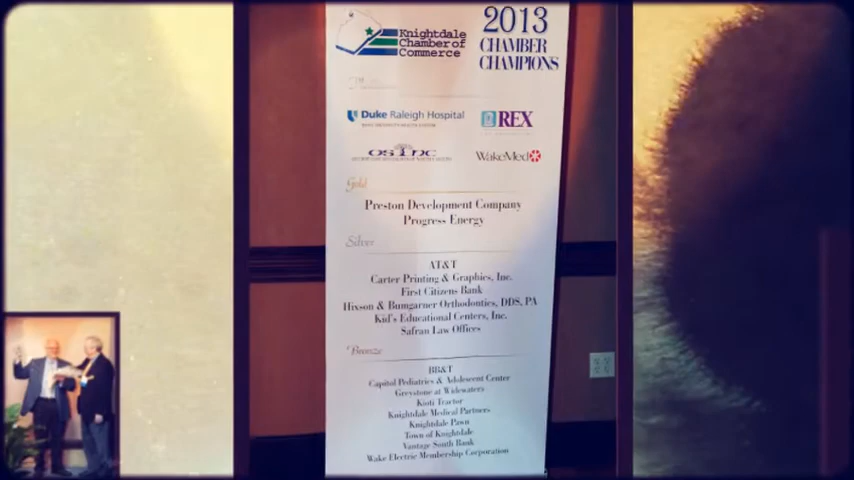 Knightdale
Chamber of
Commerce
2013
CHAMBER
CHAMPIONS
Duke Raleigh Hospital
REX
OSINC
WakeMed
Gold
Preston Development Company
Progress Energy
Silver
AT&T
Carter Printing & Graphics, Inc.
First Citizens Bank
Hixson & Bumgarner Orthodontics, DDS, PA
Kid's Educational Centers, Inc.
Safran Law Offices
Bronze
BB&T
Capitol Pediatrics & Adolescent Center
Greystone at Widewaters
Kioti Tractor
Knightdale Medical Partners
Knightdale Pawn
Town of Knightdale
Vantage South Bank
Wake Electric Membership Corporation